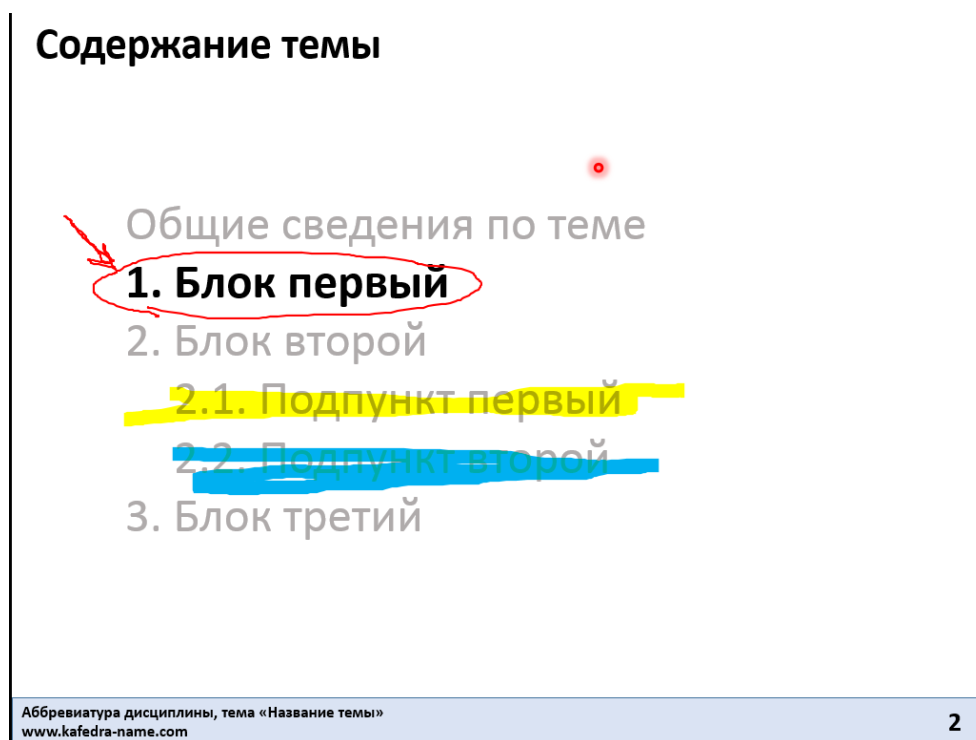 Содержание темы
Общие сведения по теме
1. Блок первый
2. Блок второй
2.1. Подпункт первый
2.2. Подпункт второй
3. Блок третий
Аббревиатура дисциплины, тема «Название темы»
www.kafedra-name.com
2